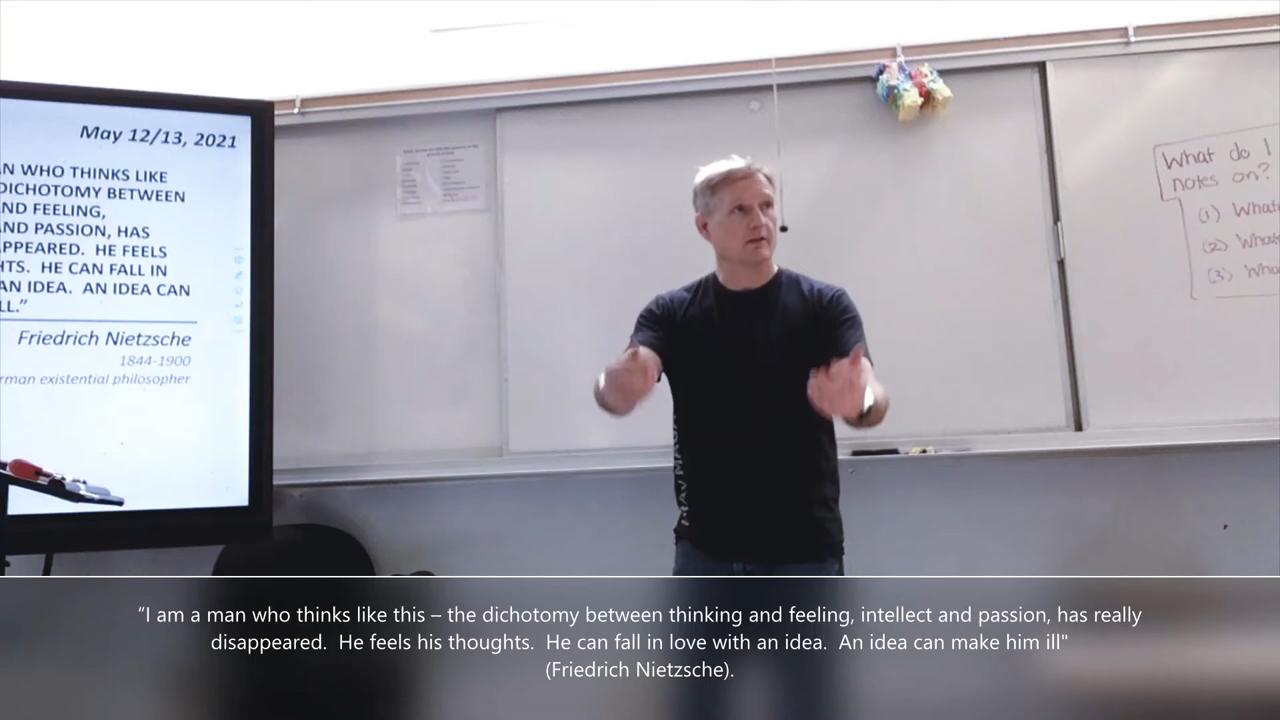 May 12/13, 2021
N WHO THINKS LIKE
DICHOTOMY BETWEEN
ND FEELING,
ND PASSION, HAS
APPEARED. HE FEELS
HTS. HE CAN FALL IN
AN IDEA. AN IDEA CAN
LL.”
Friedrich Nietzsche
1844-1900
rman existential philosopher
What do I
notes on?
(1) What
(2) What
(3) Wha
KRAV MAGA
“I am a man who thinks like this – the dichotomy between thinking and feeling, intellect and passion, has really
disappeared. He feels his thoughts. He can fall in love with an idea. An idea can make him ill"
(Friedrich Nietzsche).